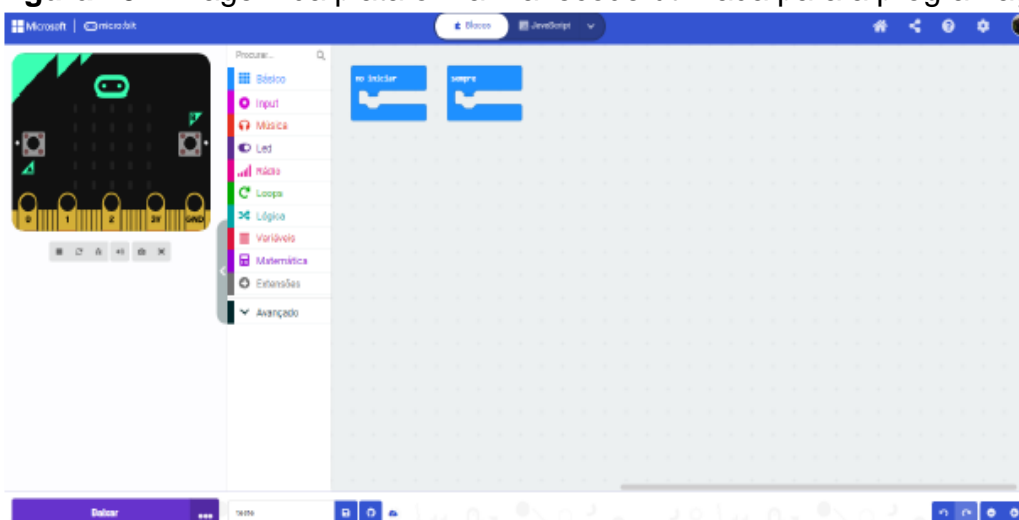 Microsoft micro:bit Blocos JavaScript
Procurar...
Básico
no iniciar sempre
Input
Música
Led
Rádio
Loops
Lógica
Variáveis
Matemática
Extensões
Avançado
0 1 2 3V GND
Baixar ... teste